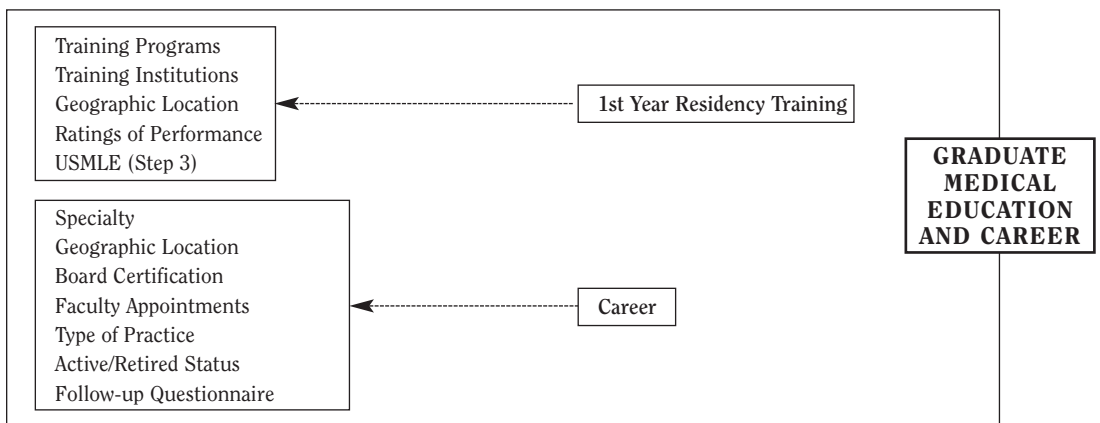 Training Programs
Training Institutions
Geographic Location
Ratings of Performance
USMLE (Step 3)
1st Year Residency Training
GRADUATE
MEDICAL
EDUCATION
AND CAREER
Specialty
Geographic Location
Board Certification
Faculty Appointments
Type of Practice
Active/Retired Status
Follow-up Questionnaire
Career